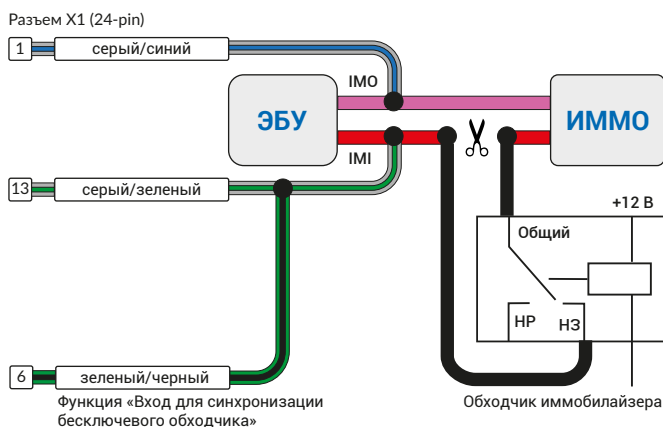 Разъем X1 (24-pin)
1
серый/синий
IMO
ЭБУ
ИММО
IMI
13
серый/зеленый
+12 В
Общий
НР
НЗ
6
зеленый/черный
Функция «Вход для синхронизации
бесключевого обходчика»
Обходчик иммобилайзера